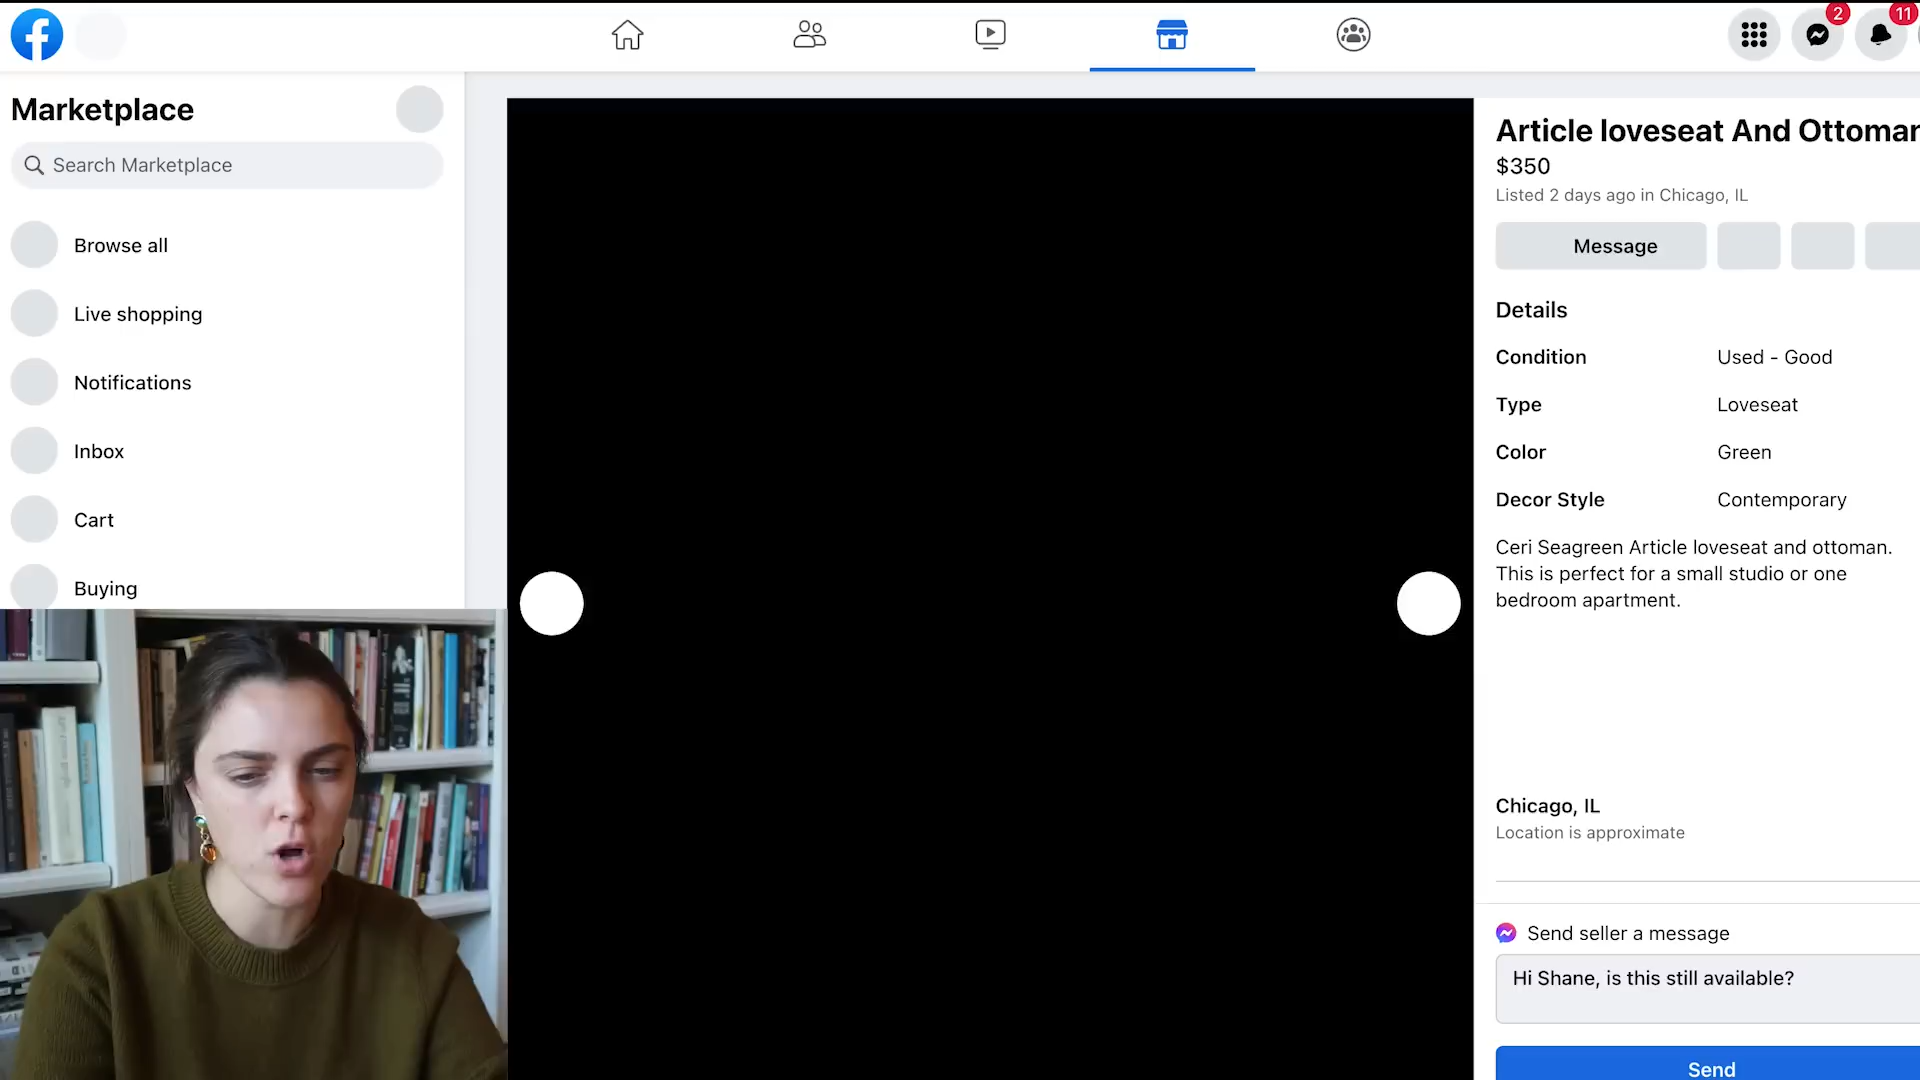 2
11
Marketplace
Search Marketplace
Browse all
Live shopping
Notifications
Inbox
Cart
Buying
Article loveseat And Ottoman
$350
Listed 2 days ago in Chicago, IL
Message
Details
Condition Used - Good
Type Loveseat
Color Green
Decor Style Contemporary
Ceri Seagreen Article loveseat and ottoman.
This is perfect for a small studio or one
bedroom apartment.
Chicago, IL
Location is approximate
Send seller a message
Hi Shane, is this still available?
Send